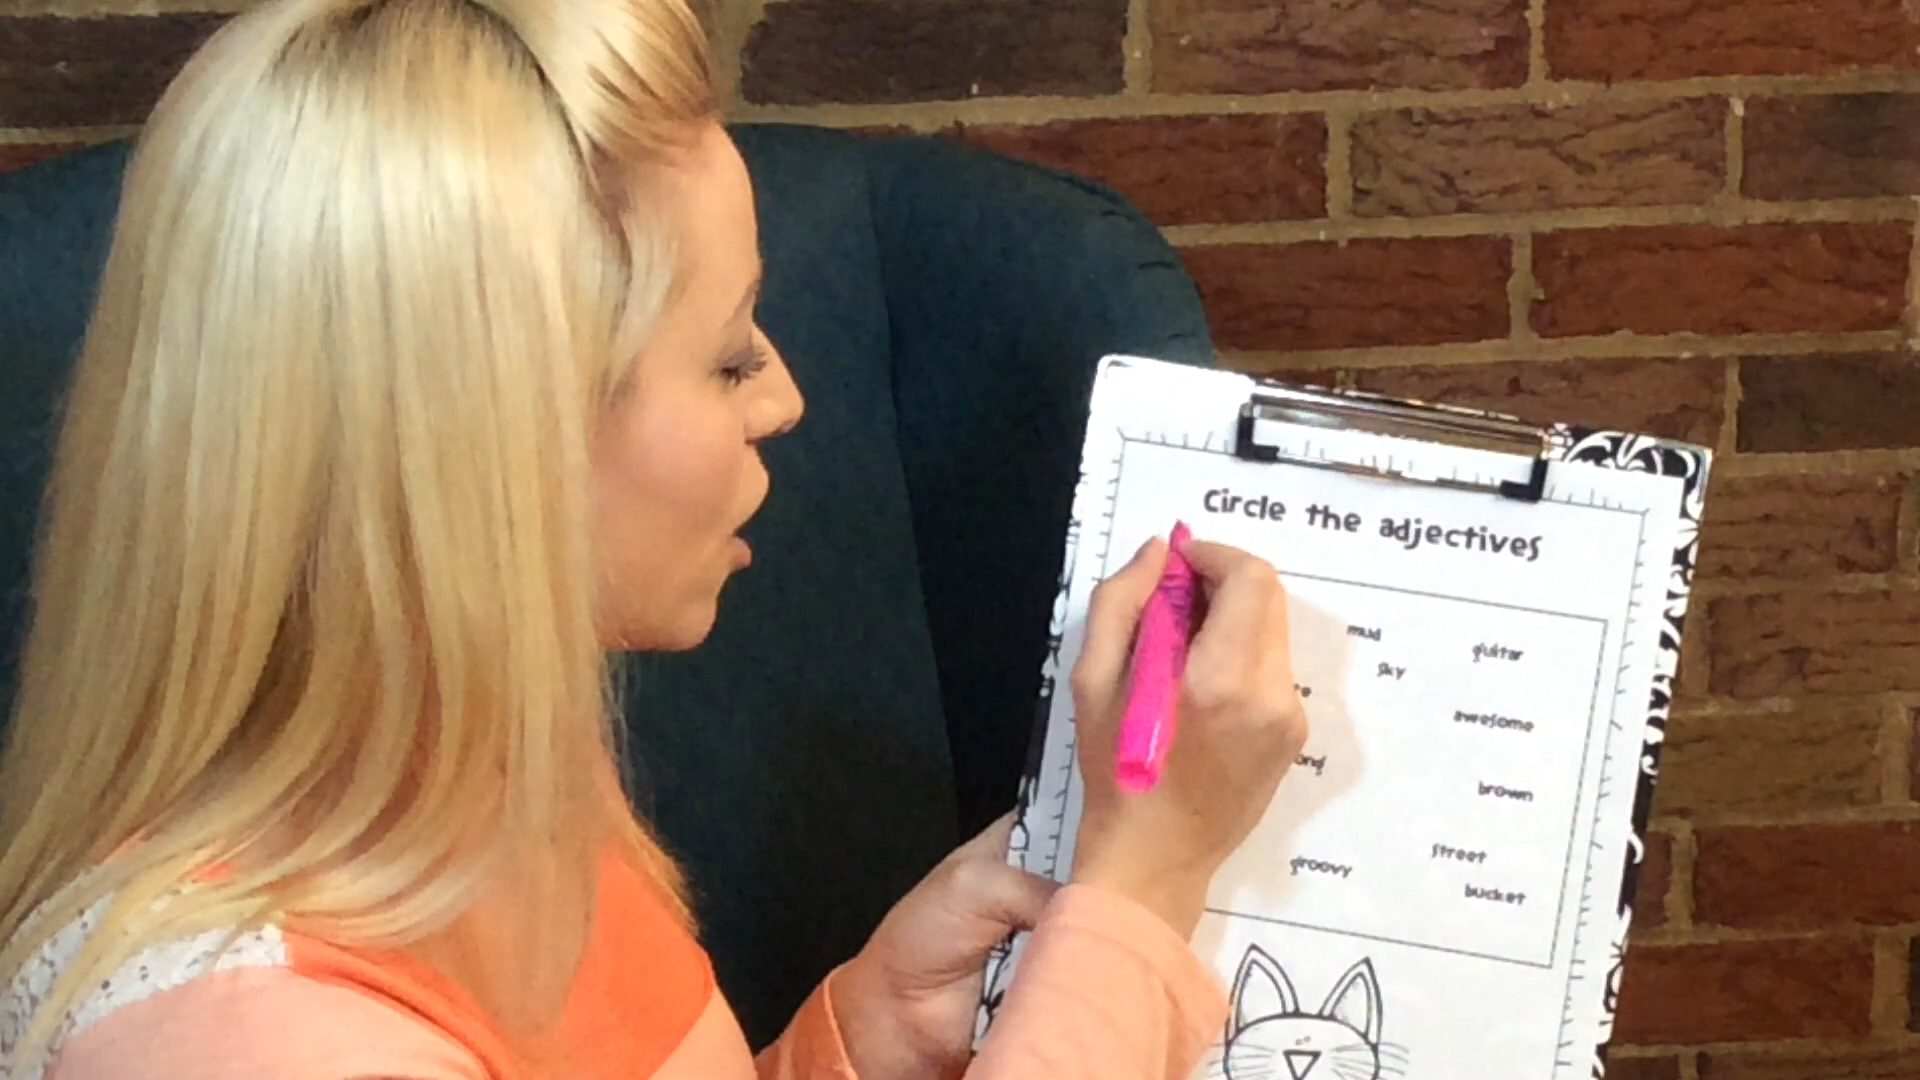 Circle the adjectives
mud
guitar
sky
awesome
brown
street
groovy
bucket